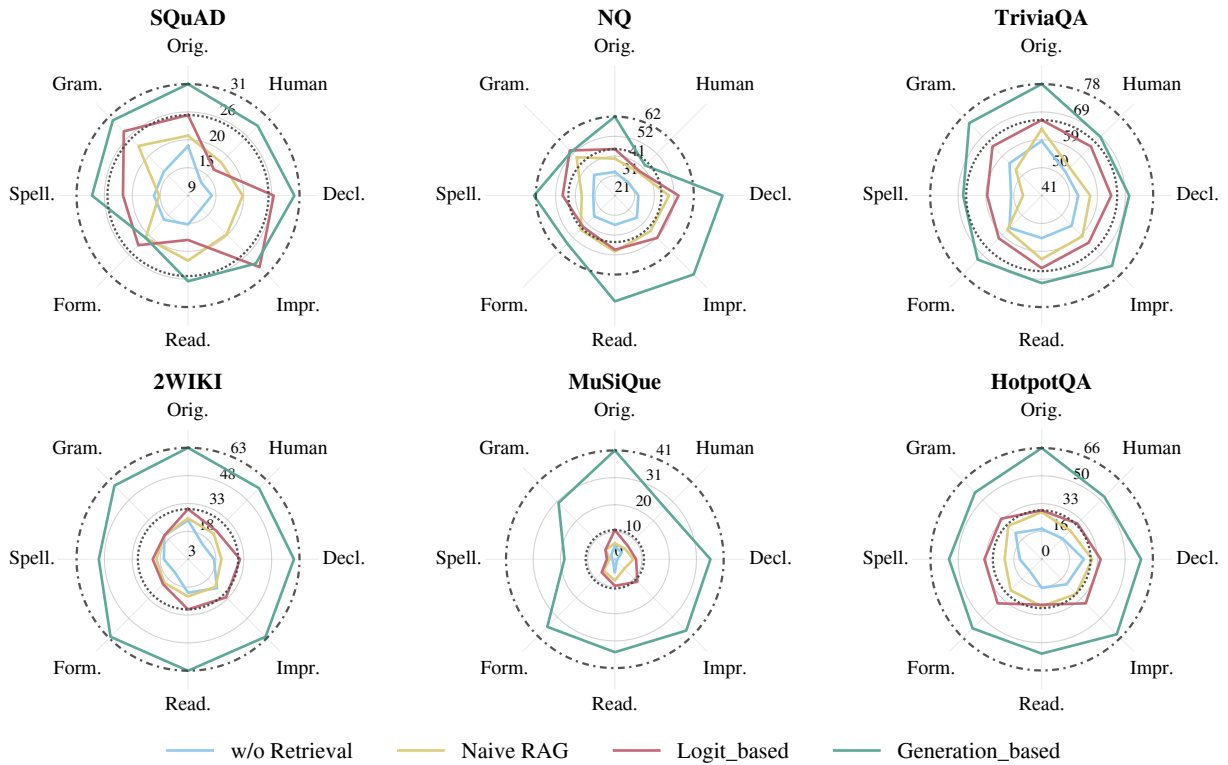 SQuAD
Orig.
Human
Decl.
Impr.
Read.
Form.
Spell.
Gram.
31
26
20
15
9
NQ
Orig.
Human
Decl.
Impr.
Read.
Form.
Spell.
Gram.
62
52
41
31
21
TriviaQA
Orig.
Human
Decl.
Impr.
Read.
Form.
Spell.
Gram.
78
69
59
50
41
2WIKI
Orig.
Human
Decl.
Impr.
Read.
Form.
Spell.
Gram.
63
48
33
18
3
MuSiQue
Orig.
Human
Decl.
Impr.
Read.
Form.
Spell.
Gram.
41
31
20
10
0
HotpotQA
Orig.
Human
Decl.
Impr.
Read.
Form.
Spell.
Gram.
66
50
33
16
0
w/o Retrieval
Naive RAG
Logit_based
Generation_based